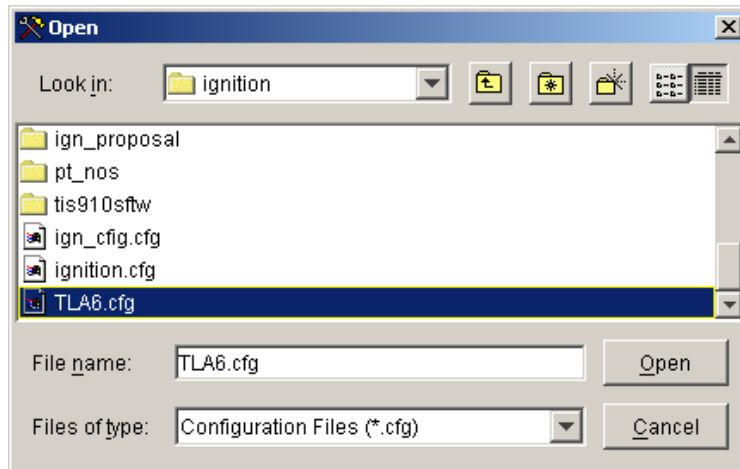 Open
Look in: ignition
ign_proposal
pt_nos
tis910sftw
ign_cfig.cfg
ignition.cfg
TLA6.cfg
File name: TLA6.cfg Open
Files of type: Configuration Files (*.cfg) Cancel